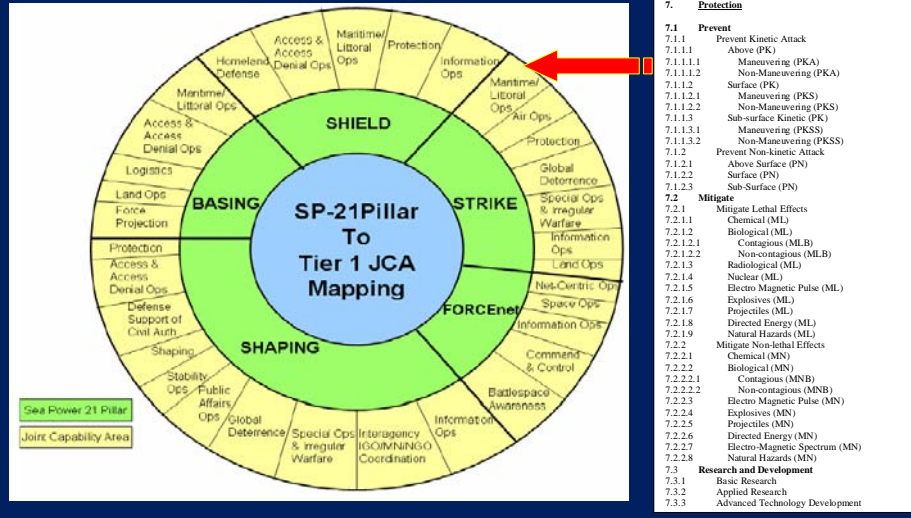 SP-21Pillar
To
Tier 1 JCA
Mapping
SHIELD
Homeland
Defense
Access &
Access
Denial Ops
Maritime/
Littoral
Ops
Protection
Information
Ops
STRIKE
Maritime/
Littoral
Ops
Air Ops
Protection
Global
Deterrence
Special Ops
& Irregular
Warfare
Information
Ops
Land Ops
FORCEnet
Net-Centric Ops
Space Ops
Information Ops
Command
& Control
Battlespace
Awareness
SHAPING
Information
Ops
Interagency
IGO/MN/NGO
Coordination
Special Ops
& Irregular
Warfare
Global
Deterrence
Public
Affairs
Ops
Stability
Ops
Shaping
Defense
Support of
Civil Auth
Access &
Access
Denial Ops
Protection
BASING
Force
Projection
Land Ops
Logistics
Access &
Access
Denial Ops
Maritime/
Littoral Ops
Sea Power 21 Pillar
Joint Capability Area
7. Protection
7.1 Prevent
7.1.1 Prevent Kinetic Attack
7.1.1.1 Above (PK)
7.1.1.1.1 Maneuvering (PKA)
7.1.1.1.2 Non-Maneuvering (PKA)
7.1.1.2 Surface (PK)
7.1.1.2.1 Maneuvering (PKS)
7.1.1.2.2 Non-Maneuvering (PKS)
7.1.1.3 Sub-surface Kinetic (PK)
7.1.1.3.1 Maneuvering (PKSS)
7.1.1.3.2 Non-Maneuvering (PKSS)
7.1.2 Prevent Non-kinetic Attack
7.1.2.1 Above Surface (PN)
7.1.2.2 Surface (PN)
7.1.2.3 Sub-Surface (PN)
7.2 Mitigate
7.2.1 Mitigate Lethal Effects
7.2.1.1 Chemical (ML)
7.2.1.2 Biological (ML)
7.2.1.2.1 Contagious (MLB)
7.2.1.2.2 Non-contagious (MLB)
7.2.1.3 Radiological (ML)
7.2.1.4 Nuclear (ML)
7.2.1.5 Electro Magnetic Pulse (ML)
7.2.1.6 Explosives (ML)
7.2.1.7 Projectiles (ML)
7.2.1.8 Directed Energy (ML)
7.2.1.9 Natural Hazards (ML)
7.2.2 Mitigate Non-lethal Effects
7.2.2.1 Chemical (MN)
7.2.2.2 Biological (MN)
7.2.2.2.1 Contagious (MNB)
7.2.2.2.2 Non-contagious (MNB)
7.2.2.3 Electro Magnetic Pulse (MN)
7.2.2.4 Explosives (MN)
7.2.2.5 Projectiles (MN)
7.2.2.6 Directed Energy (MN)
7.2.2.7 Electro-Magnetic Spectrum (MN)
7.2.2.8 Natural Hazards (MN)
7.3 Research and Development
7.3.1 Basic Research
7.3.2 Applied Research
7.3.3 Advanced Technology Development